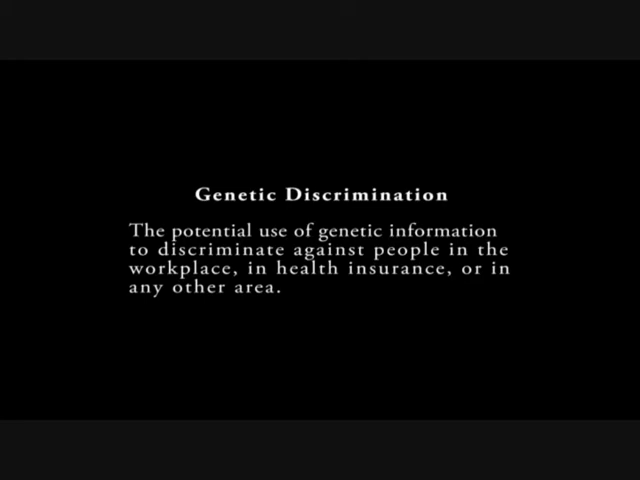 Genetic Discrimination
The potential use of genetic information
to discriminate against people in the
workplace, in health insurance, or in
any other area.